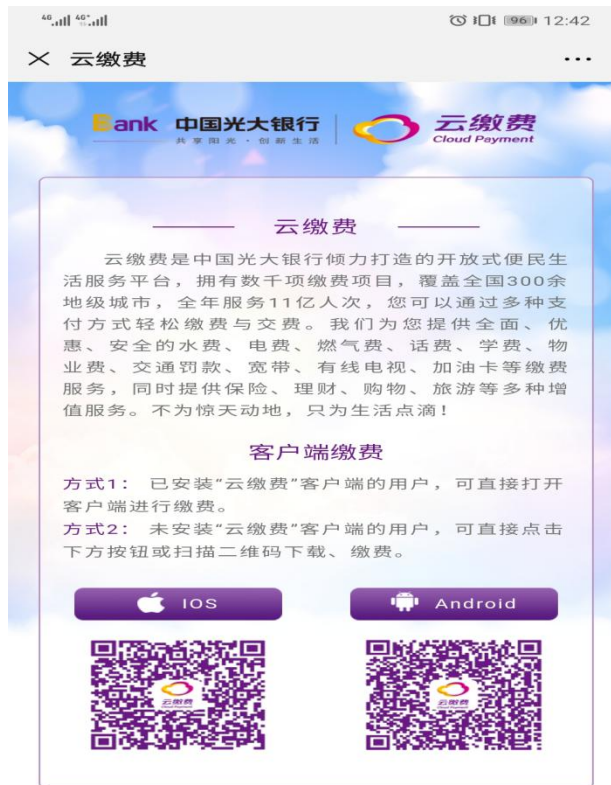 4G 4G+ 96 12:42
云缴费
Bank 中国光大银行 云缴费
共享阳光·创新生活 Cloud Payment
云缴费
云缴费是中国光大银行倾力打造的开放式便民生
活服务平台，拥有数千项缴费项目，覆盖全国300余
地级城市，全年服务11亿人次，您可以通过多种支
付方式轻松缴费与交费。我们为您提供全面、优
惠、安全的水费、电费、燃气费、话费、学费、物
业费、交通罚款、宽带、有线电视、加油卡等缴费
服务，同时提供保险、理财、购物、旅游等多种增
值服务。不为惊天动地，只为生活点滴！
客户端缴费
方式1： 已安装“云缴费”客户端的用户，可直接打开
客户端进行缴费。
方式2： 未安装“云缴费”客户端的用户，可直接点击
下方按钮或扫描二维码下载、缴费。
IOS Android
云缴费 云缴费
Cloud Payment Cloud Payment